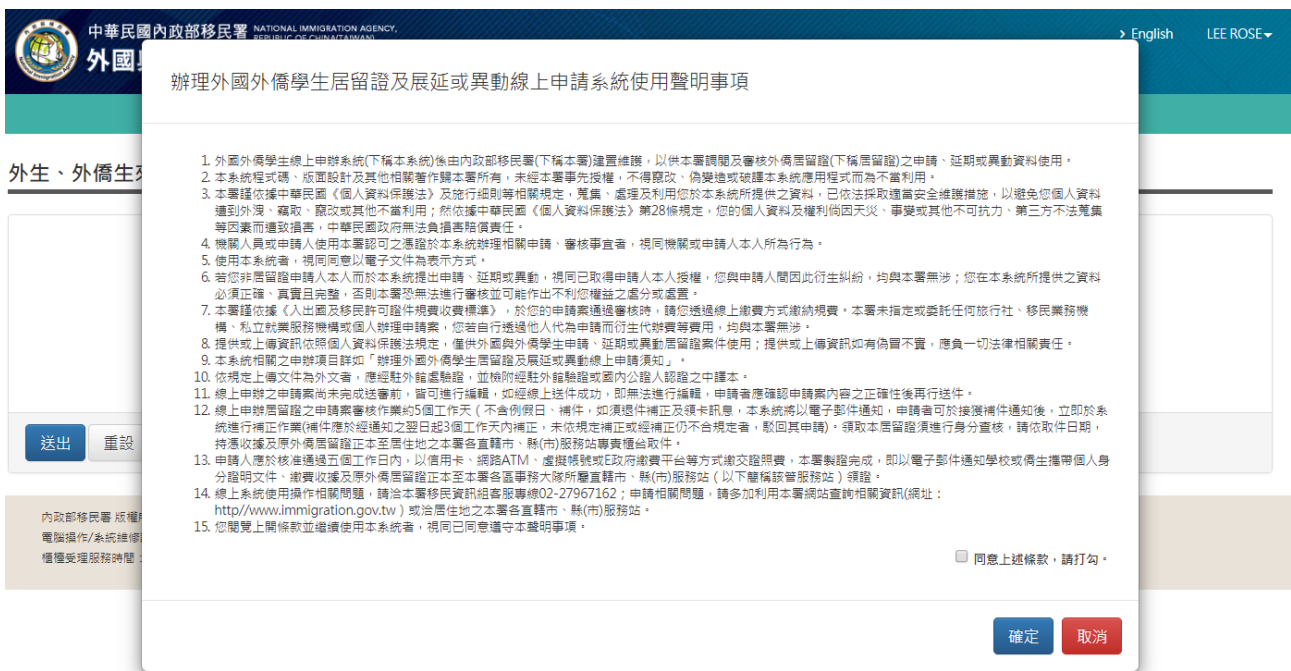 中華民國內政部移民署 NATIONAL IMMIGRATION AGENCY,
REPUBLIC OF CHINA(TAIWAN)
English
LEE ROSE
外國
辦理外國外僑學生居留證及展延或異動線上申請系統使用聲明事項
外生、外僑生
1. 外國外僑學生線上申辦系統(下稱本系統)係由內政部移民署(下稱本署)建置維護，以供本署調閱及審核外僑居留證(下稱居留證)之申請、延期或異動資料使用。
2. 本系統程式碼、版面設計及其他相關著作歸本署所有，未經本署事先授權，不得竄改、偽變造或破譯本系統應用程式而為不當利用。
3. 本署謹依據中華民國《個人資料保護法》及施行細則等相關規定，蒐集、處理及利用您於本系統所提供之資料，已依法採取適當安全維護措施，以避免您個人資料
遭到外洩、竊取、竄改或其他不當利用；然依據中華民國《個人資料保護法》第28條規定，您的個人資料及權利倘因天災、事變或其他不可抗力、第三方不法蒐集
等因素而遭致損害，中華民國政府無法負損害賠償責任。
4. 機關人員或申請人使用本署認可之憑證於本系統辦理相關申請、審核事宜者，視同機關或申請人本人所為行為。
5. 使用本系統者，視同同意以電子文件為表示方式。
6. 若您非居留證申請人本人而於本系統提出申請、延期或異動，視同已取得申請人本人授權，您與申請人間因此衍生糾紛，均與本署無涉；您在本系統所提供之資料
必須正確、真實且完整，否則本署恐無法進行審核並可能作出不利您權益之處分或處置。
7. 本署謹依據《入出國及移民許可證件規費收費標準》，於您的申請案通過審核時，請您透過線上繳費方式繳納規費。本署未指定或委託任何旅行社、移民業務機
構、私立就業服務機構或個人辦理申請案，您若自行透過他人代為申請而衍生代辦費等費用，均與本署無涉。
8. 提供或上傳資訊依照個人資料保護法規定，僅供外國與外僑學生申請、延期或異動居留證案件使用；提供或上傳資訊如有偽冒不實，應負一切法律相關責任。
9. 本系統相關之申辦項目詳如「辦理外國外僑學生居留證及展延或異動線上申請須知」。
10. 依規定上傳文件為外文者，應經駐外館處驗證，並檢附經駐外館驗證或國內公證人認證之中譯本。
11. 線上申辦之申請案尚未完成送審前，皆可進行編輯，如經線上送件成功，即無法進行編輯，申請者應確認申請案內容之正確性後再行送件。
12. 線上申辦居留證之申請案審核作業約5個工作天（不含例假日、補件，如須退件補正及領卡訊息，本系統將以電子郵件通知，申請者可於接獲補件通知後，立即於系
統進行補正作業(補件應於經通知之翌日起3個工作天內補正，未依規定補正或經補正仍不合規定者，駁回其申請)。領取本居留證須進行身分查核，請依取件日期，
持憑收據及原外僑居留證正本至居住地之本署各直轄市、縣(市)服務站專責櫃台取件。
13. 申請人應於核准通過五個工作日內，以信用卡、網路ATM、虛擬帳號或E政府繳費平台等方式繳交證照費，本署製證完成，即以電子郵件通知學校或僑生攜帶個人身
分證明文件、繳費收據及原外僑居留證正本至本署各區事務大隊所屬直轄市、縣(市)服務站（以下簡稱該管服務站）領證。
14. 線上系統使用操作相關問題，請洽本署移民資訊組客服專線02-27967162；申請相關問題，請多加利用本署網站查詢相關資訊(網址：
http//www.immigration.gov.tw）或洽居住地之本署各直轄市、縣(市)服務站。
15. 您閱覽上開條款並繼續使用本系統者，視同已同意遵守本聲明事項。
送出 重設
同意上述條款，請打勾。
內政部移民署 版權
電腦操作/系統維修
櫃檯受理服務時間：
確定 取消